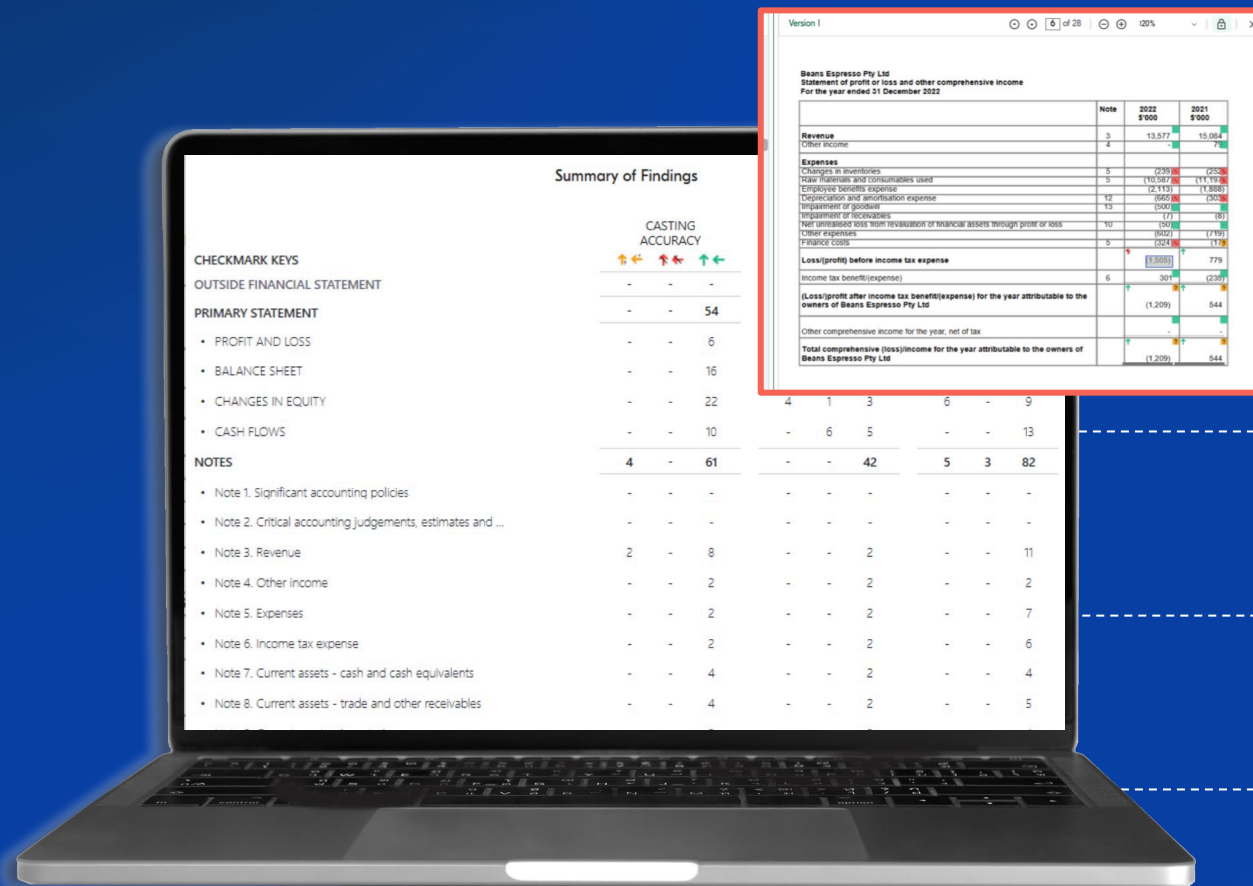 Version I 6 of 28 120%
Beans Espresso Pty Ltd
Statement of profit or loss and other comprehensive income
For the year ended 31 December 2022
Note 2022 2021
$'000 $'000
Revenue 3 13,577 15,084
Other income 4 - 79
Expenses
Changes in inventories 5 (239) (252
Raw materials and consumables used 5 (10,587) (11,19
Employee benefits expense (2,113) (1,888)
Depreciation and amortisation expense 12 (665) (303
Impairment of goodwill 13 (500)
Impairment of receivables (7) (8)
Net unrealised loss from revaluation of financial assets through profit or loss 10 (50)
Other expenses (602) (719)
Finance costs 5 (324) (17
Loss/(profit) before income tax expense (1,505) 779
Income tax benefit/(expense) 6 301 (235)
(Loss/)profit after income tax benefit/(expense) for the year attributable to the
owners of Beans Espresso Pty Ltd (1,209) 544
Other comprehensive income for the year, net of tax - -
Total comprehensive (loss)/income for the year attributable to the owners of
Beans Espresso Pty Ltd (1,209) 544
Summary of Findings
CASTING
ACCURACY
CHECKMARK KEYS
OUTSIDE FINANCIAL STATEMENT - - -
PRIMARY STATEMENT - - 54
• PROFIT AND LOSS - - 6
• BALANCE SHEET - - 16
• CHANGES IN EQUITY - - 22 4 1 3 6 - 9
• CASH FLOWS - - 10 - 6 5 - - 13
NOTES 4 - 61 - - 42 5 3 82
• Note 1. Significant accounting policies - - - - - - - - -
• Note 2. Critical accounting judgements, estimates and ... - - - - - - - - -
• Note 3. Revenue 2 - 8 - - 2 - - 11
• Note 4. Other income - - 2 - - 2 - - 2
• Note 5. Expenses - - 2 - - 2 - - 7
• Note 6. Income tax expense - - 2 - - 2 - - 6
• Note 7. Current assets - cash and cash equivalents - - 4 - - 2 - - 4
• Note 8. Current assets - trade and other receivables - - 4 - - 2 - - 5
control option